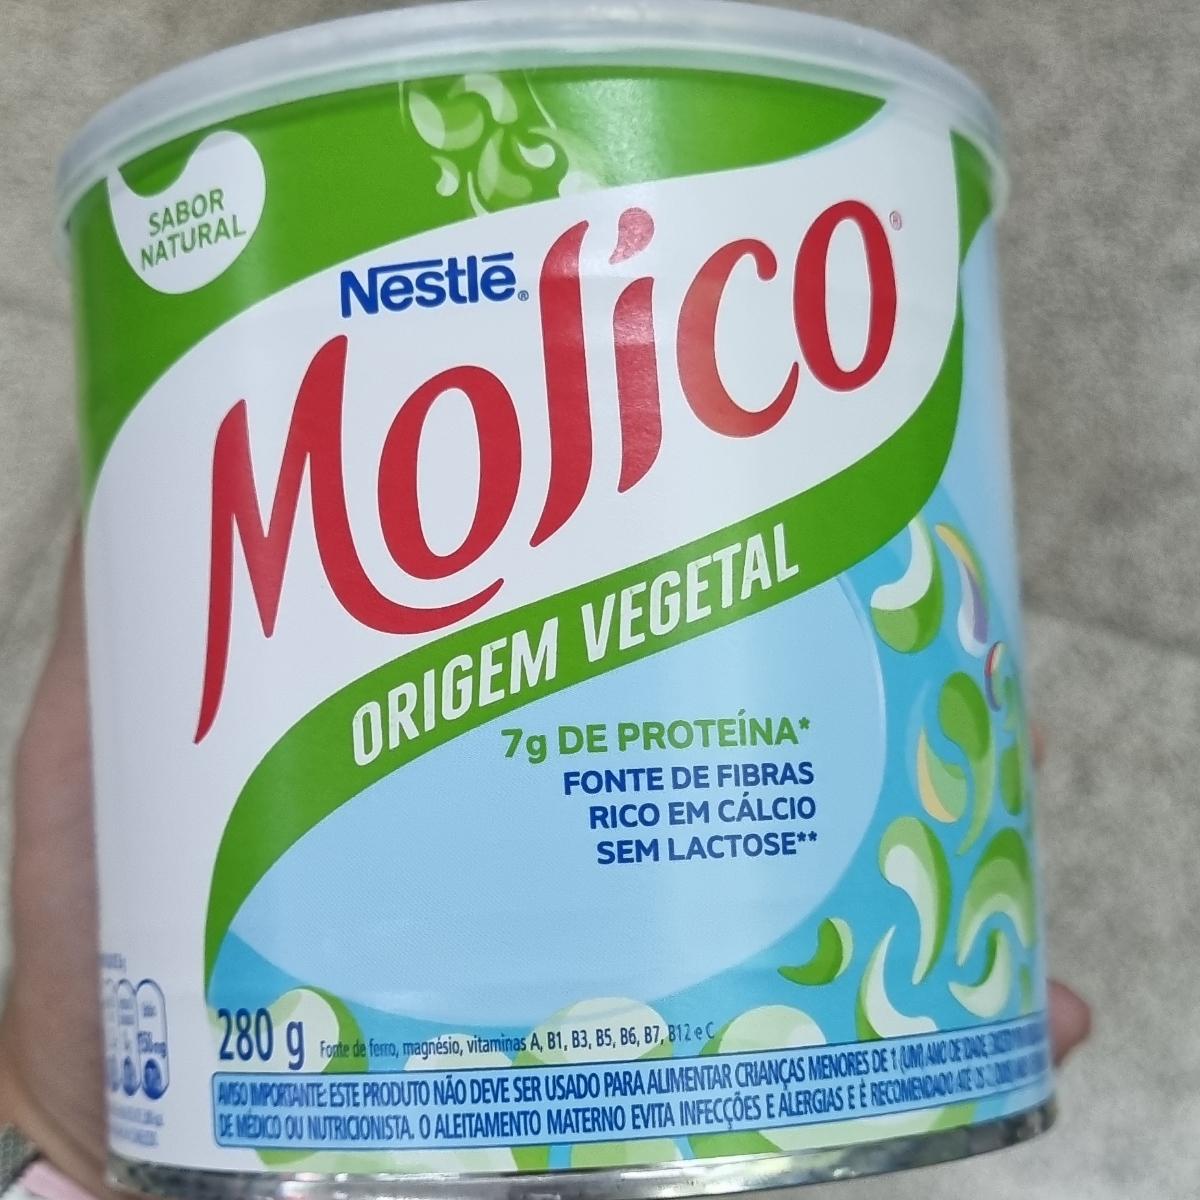 SABOR
NATURAL
Nestlé®
Molico®
ORIGEM VEGETAL
7g DE PROTEÍNA*
FONTE DE FIBRAS
RICO EM CÁLCIO
SEM LACTOSE**
280 g
Fonte de ferro, magnésio, vitaminas A, B1, B3, B5, B6, B7, B12 e C
AVISO IMPORTANTE: ESTE PRODUTO NÃO DEVE SER USADO PARA ALIMENTAR CRIANÇAS MENORES DE 1 (UM) ANO DE IDADE,
DE MÉDICO OU NUTRICIONISTA. O ALEITAMENTO MATERNO EVITA INFECÇÕES E ALERGIAS E É RECOMENDADO ATÉ OS 2